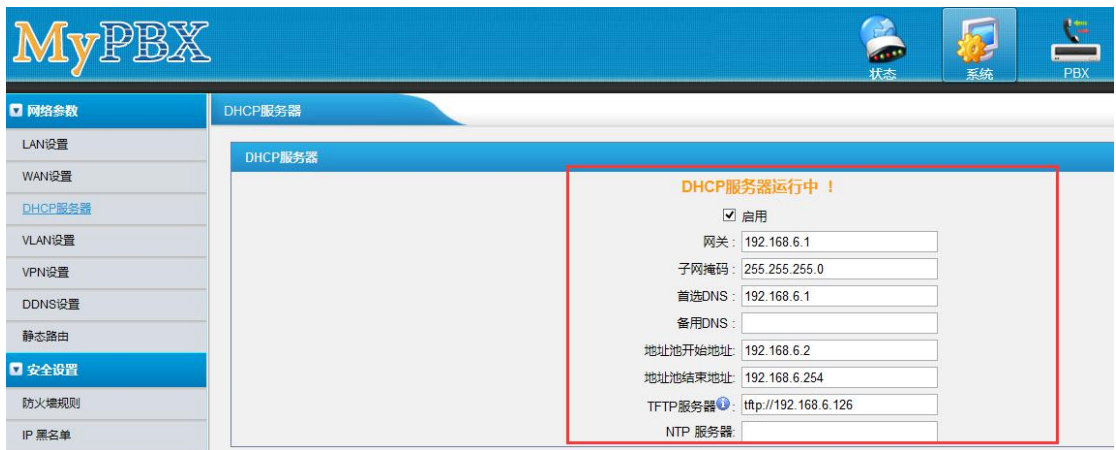 MyPBX
状态
系统
PBX
网络参数
LAN设置
WAN设置
DHCP服务器
VLAN设置
VPN设置
DDNS设置
静态路由
安全设置
防火墙规则
IP 黑名单
DHCP服务器
DHCP服务器
DHCP服务器运行中 !
启用
网关: 192.168.6.1
子网掩码: 255.255.255.0
首选DNS: 192.168.6.1
备用DNS:
地址池开始地址: 192.168.6.2
地址池结束地址: 192.168.6.254
TFTP服务器: tftp://192.168.6.126
NTP 服务器: